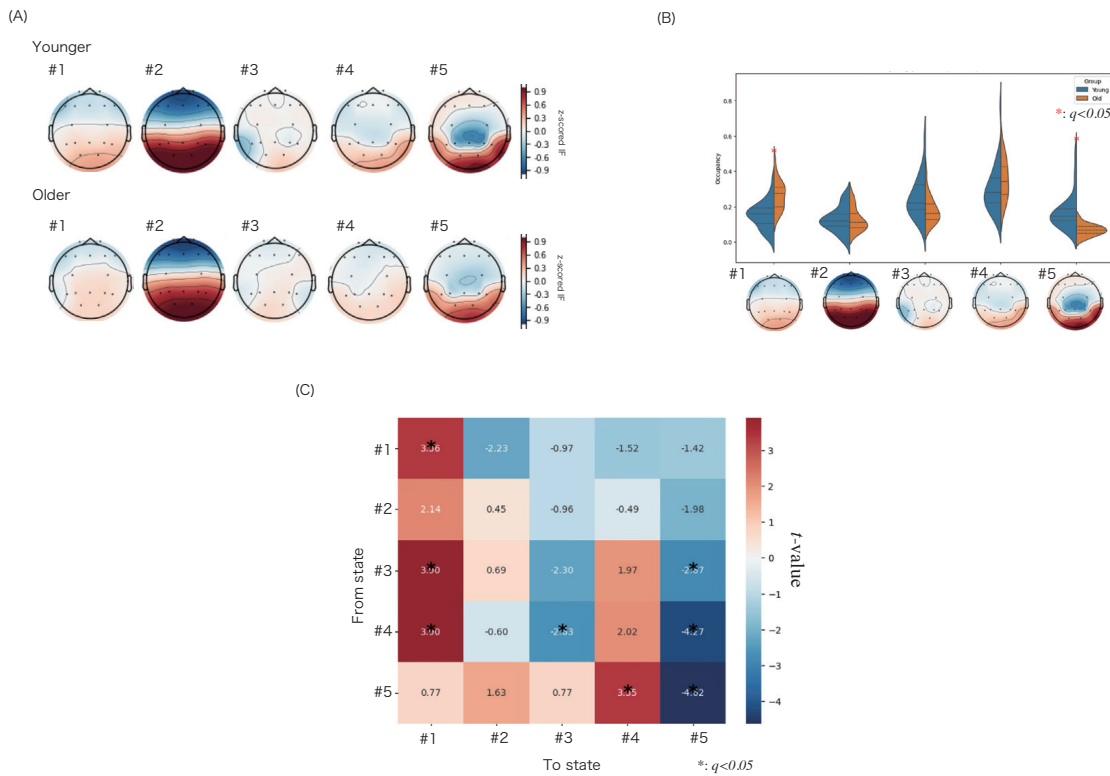 (A)
Younger
#1 #2 #3 #4 #5
0.9
0.6
0.3
0.0
-0.3
-0.6
-0.9
z-scored IF
Older
#1 #2 #3 #4 #5
0.9
0.6
0.3
0.0
-0.3
-0.6
-0.9
z-scored IF
(B)
Group
Young
Old
*: q<0.05
Occupancy
0.8
0.6
0.4
0.2
0.0
* *
#1 #2 #3 #4 #5
(C)
From state
#1 -2.23 -0.97 -1.52 -1.42
#2 2.14 0.45 -0.96 -0.49 -1.98
#3 0.69 -2.30 1.97
#4 -0.60 2.02
#5 0.77 1.63 0.77
#1 #2 #3 #4 #5
To state
3
2
1
0
−1
−2
−3
−4
t-value
*: q<0.05